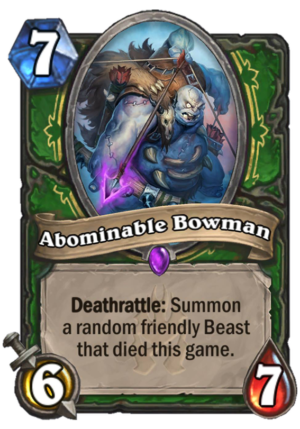 7
Abominable Bowman
Deathrattle: Summon
a random friendly Beast
that died this game.
6 7